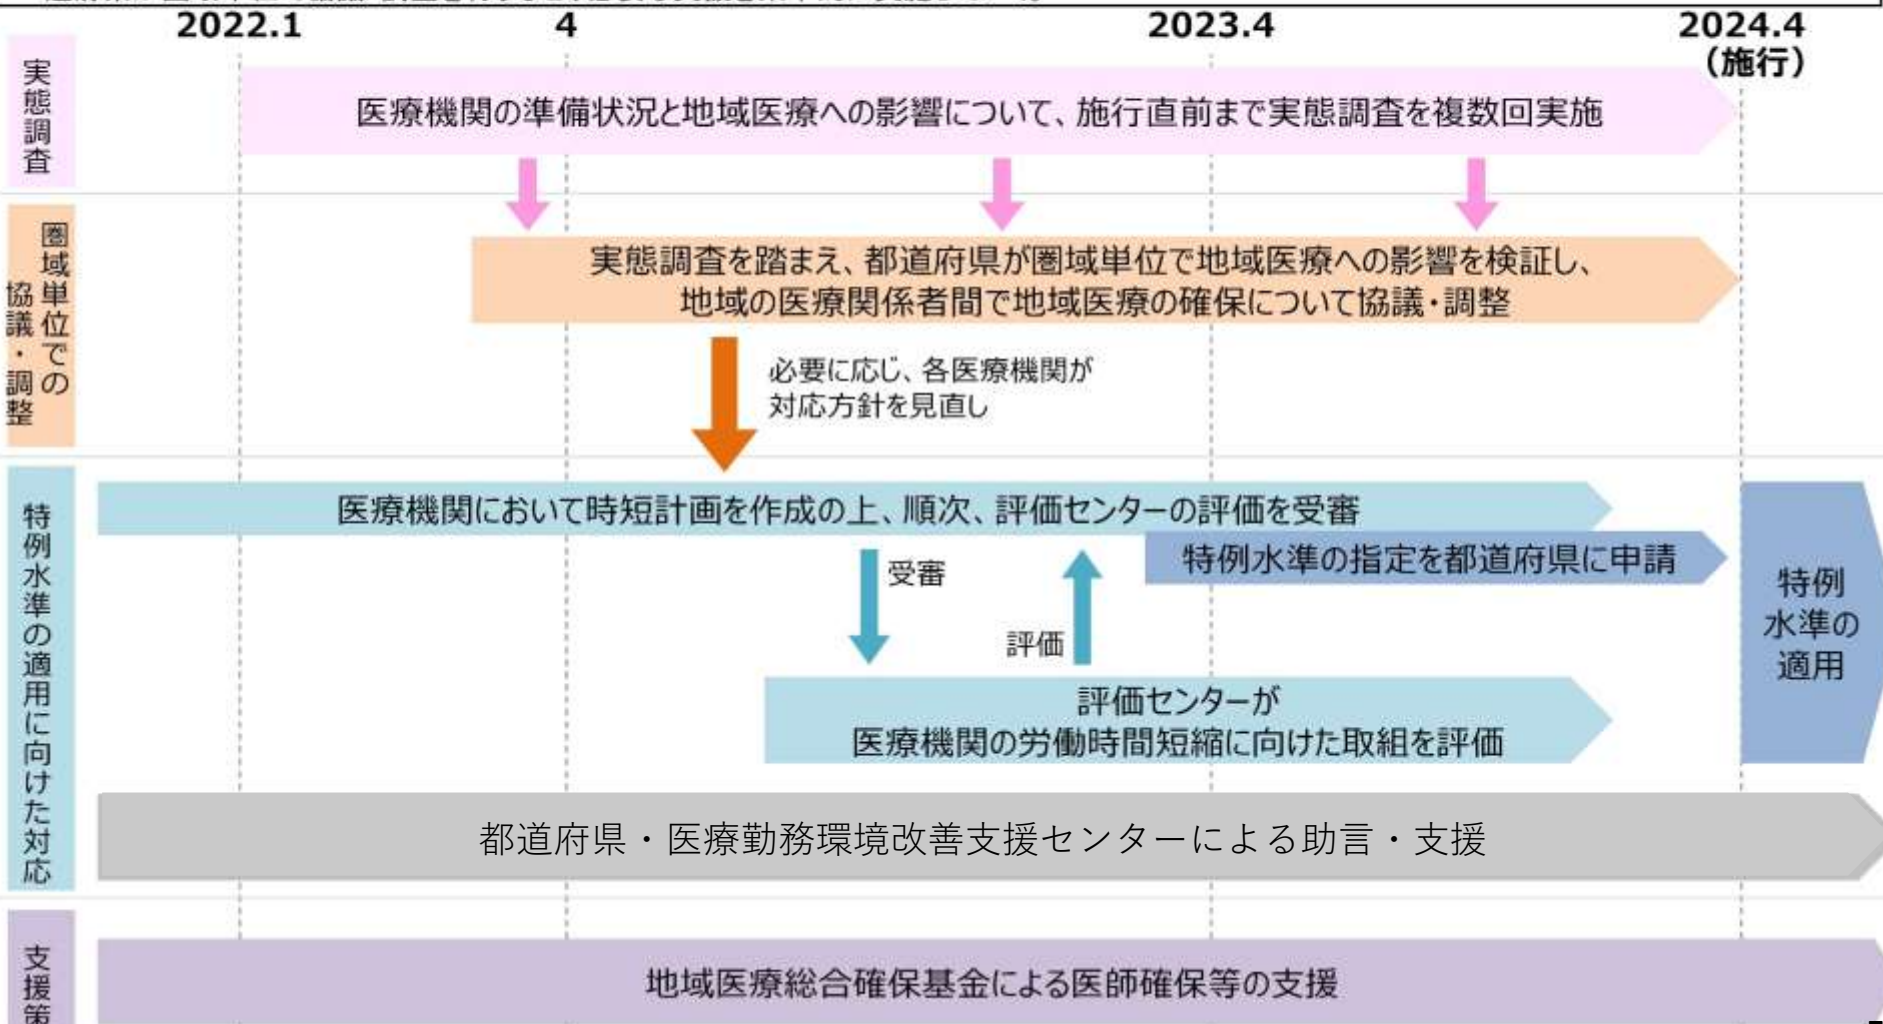 2022.1
4
2023.4
2024.4
（施行）
実態調査
医療機関の準備状況と地域医療への影響について、施行直前まで実態調査を複数回実施
圏域単位での
協議・調整
実態調査を踏まえ、都道府県が圏域単位で地域医療への影響を検証し、
地域の医療関係者間で地域医療の確保について協議・調整
必要に応じ、各医療機関が
対応方針を見直し
特例水準の適用に向けた対応
医療機関において時短計画を作成の上、順次、評価センターの評価を受審
特例水準の指定を都道府県に申請
受審
評価
評価センターが
医療機関の労働時間短縮に向けた取組を評価
特例
水準の
適用
都道府県・医療勤務環境改善支援センターによる助言・支援
支援策
地域医療総合確保基金による医師確保等の支援